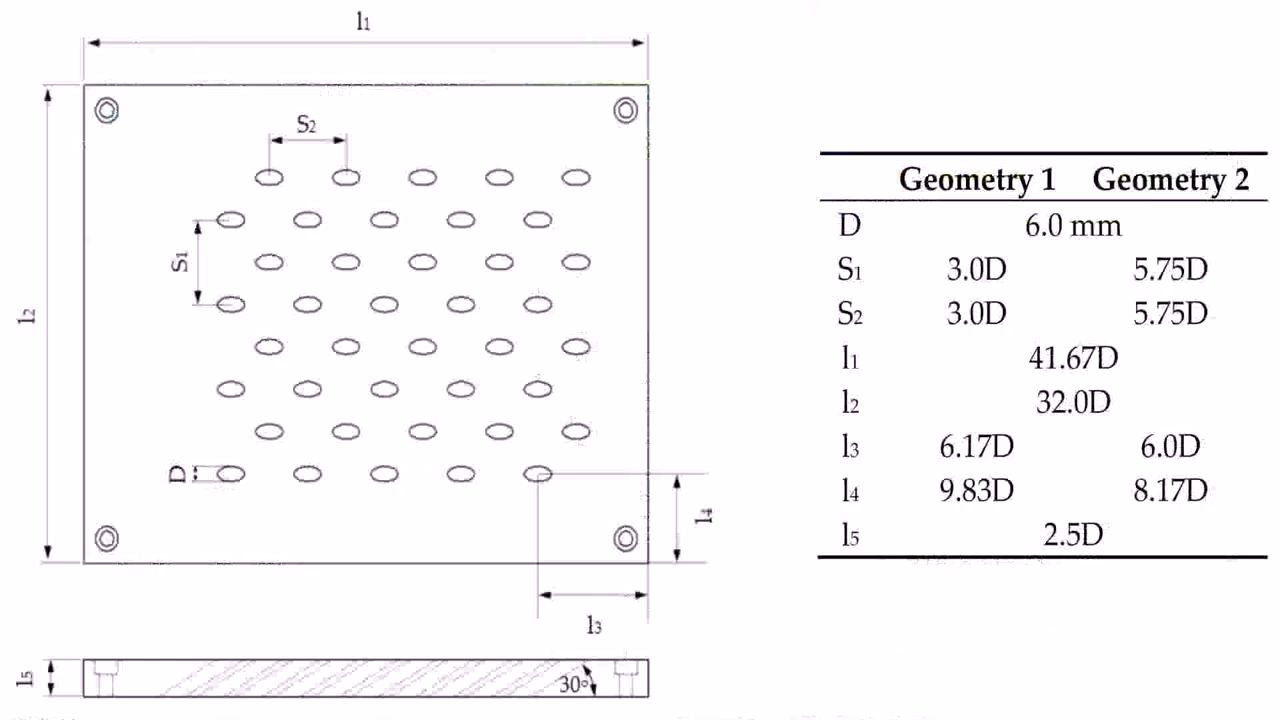 l1
S2
S1
l2
D
l4
l3
l5
30°
Geometry 1 Geometry 2
D 6.0 mm
S1 3.0D 5.75D
S2 3.0D 5.75D
l1 41.67D
l2 32.0D
l3 6.17D 6.0D
l4 9.83D 8.17D
l5 2.5D